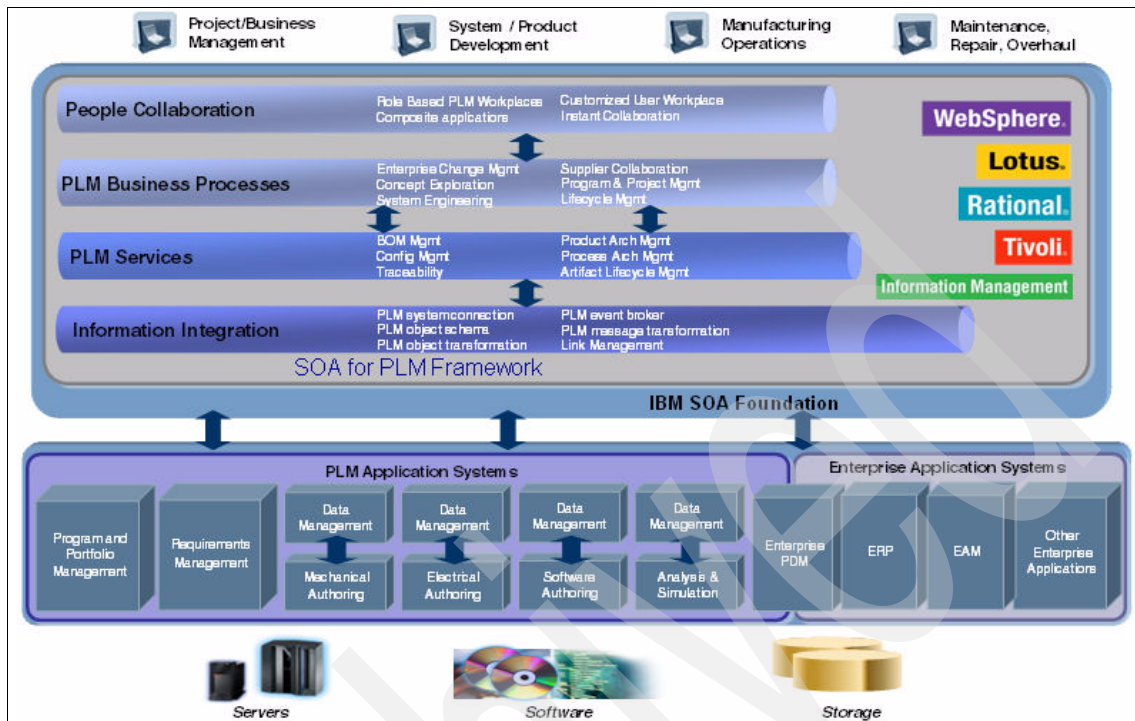 Project/Business
Management
System / Product
Development
Manufacturing
Operations
Maintenance,
Repair, Overhaul
People Collaboration
Role Based PLM Workplaces
Composite applications
Customized User Workplace
Instant Collaboration
WebSphere.
Lotus.
Rational.
Tivoli.
Information Management
PLM Business Processes
Enterprise Change Mgmt
Concept Exploration
System Engineering
Supplier Collaboration
Program & Project Mgmt
Lifecycle Mgmt
PLM Services
BOM Mgmt
Config Mgmt
Traceability
Product Arch Mgmt
Process Arch Mgmt
Artifact Lifecycle Mgmt
Information Integration
PLM systemconnection
PLM object schema
PLM object transformation
PLM event broker
PLM message transformation
Link Management
SOA for PLM Framework
IBM SOA Foundation
PLM Application Systems
Enterprise Application Systems
Program and
Portfolio
Management
Requirements
Management
Data
Management
Mechanical
Authoring
Data
Management
Electrical
Authoring
Data
Management
Software
Authoring
Data
Management
Analysis &
Simulation
Enterprise
PDM
ERP
EAM
Other
Enterprise
Applications
Servers
Software
Storage